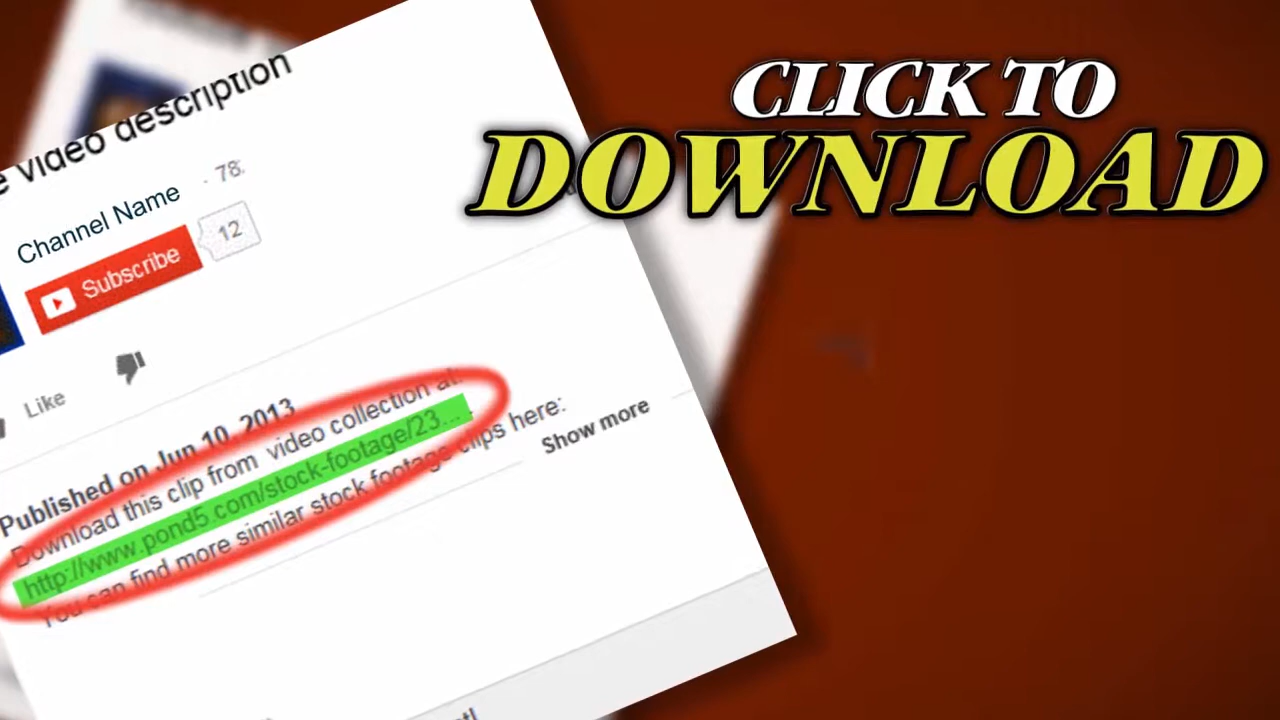 CLICK TO
DOWNLOAD
video description
Channel Name
78
Subscribe
12
Like
Published on Jun 10, 2013
Download this clip from video collection at
http://www.pond5.com/stock-footage/23...
You can find more similar stock footage clips here:
Show more